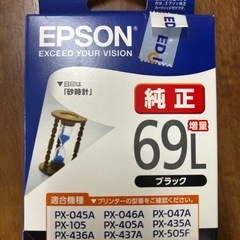 EPSON
EXCEED YOUR VISION
目印は
「砂時計」
純正
増量
69L
ブラック
適合機種
▼プリンターの型番をご確認ください。
PX-045A PX-046A PX-047A
PX-105 PX-405A PX-435A
PX-436A PX-437A PX-505F